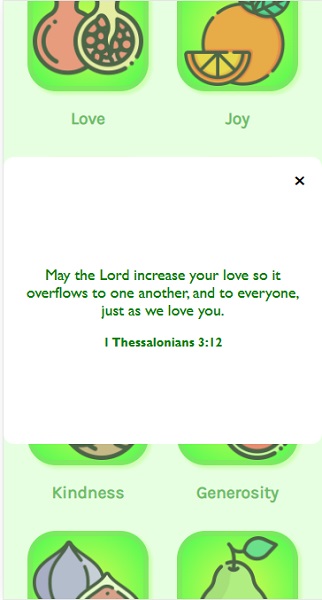 Love
Joy
×
May the Lord increase your love so it
overflows to one another, and to everyone,
just as we love you.
1 Thessalonians 3:12
Kindness
Generosity